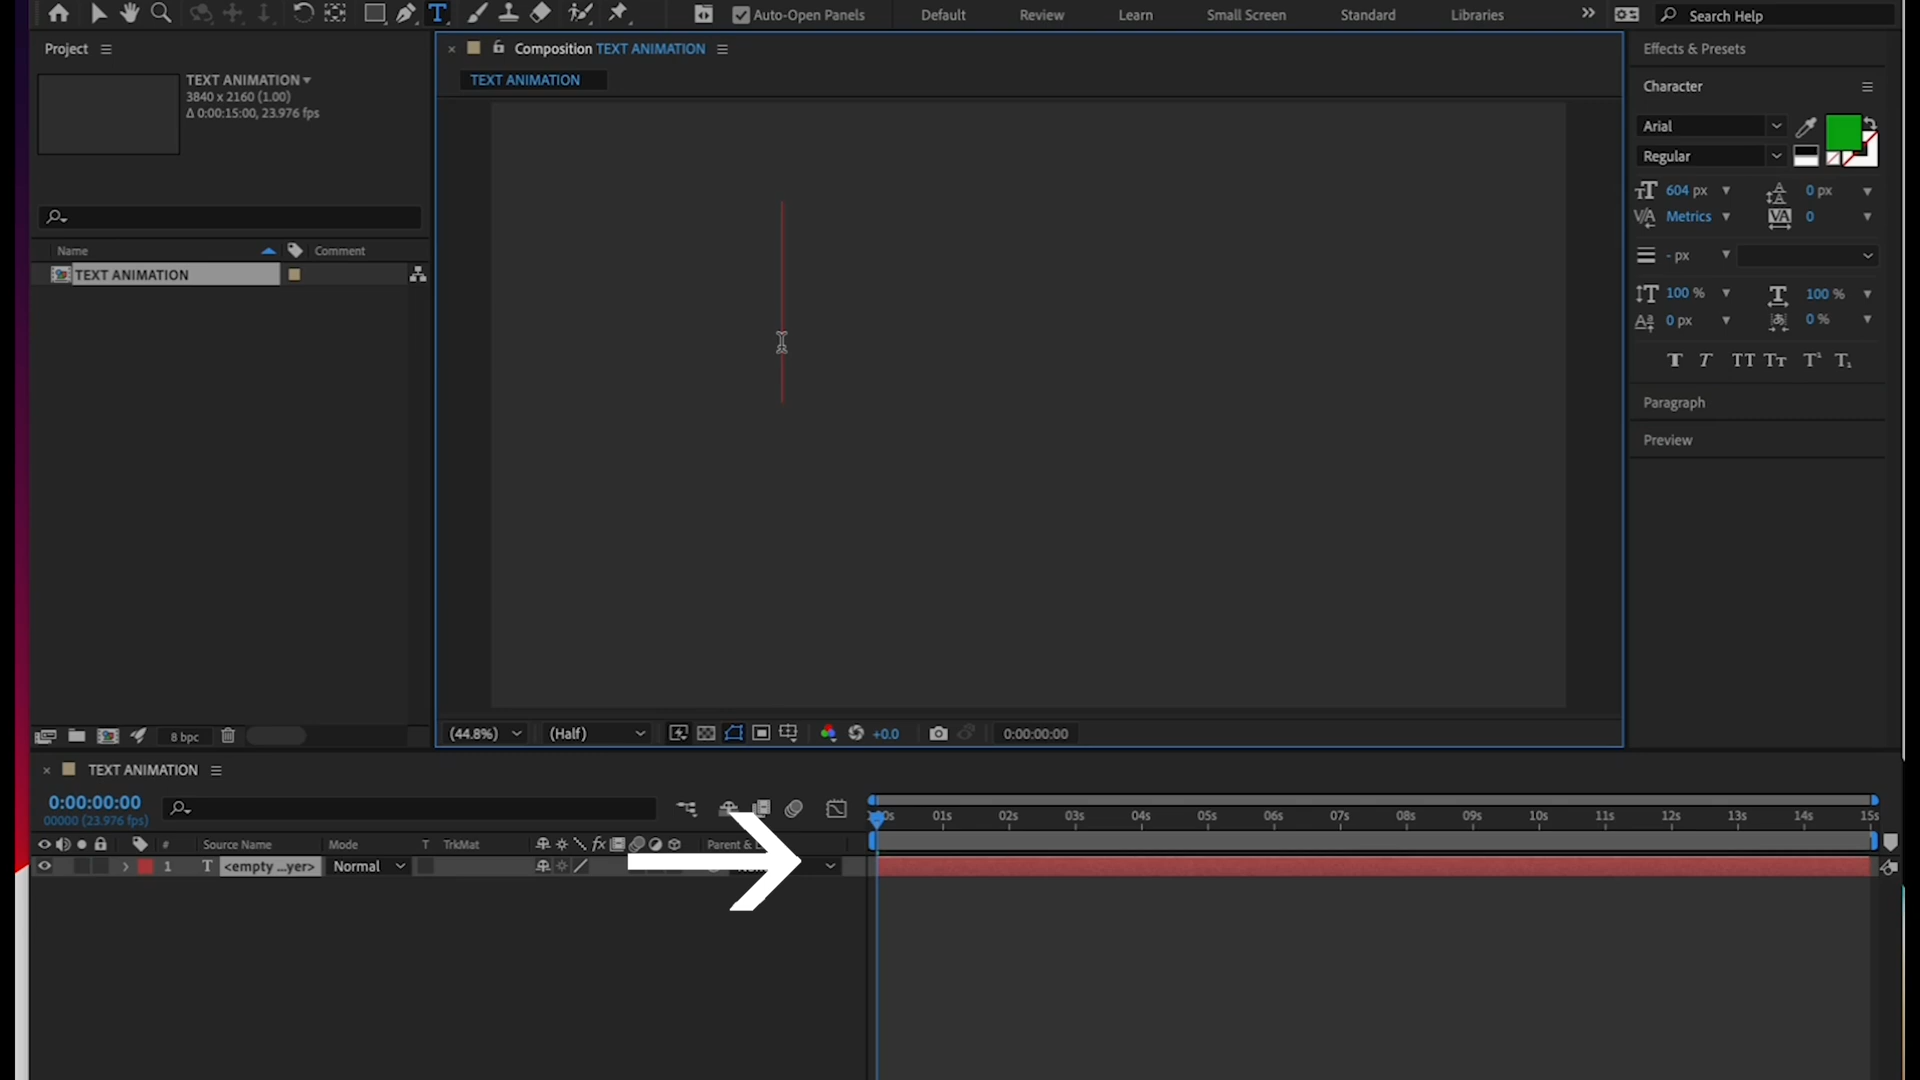 Auto-Open Panels Default Review Learn Small Screen Standard Libraries Search Help
Project
TEXT ANIMATION
3840 x 2160 (1.00)
Δ 0:00:15:00, 23.976 fps
Name Comment
TEXT ANIMATION
8 bpc
Composition TEXT ANIMATION
TEXT ANIMATION
(44.8%) (Half) +0.0 0:00:00:00
Effects & Presets
Character
Arial
Regular
604 px 0 px
Metrics 0
- px
100 % 100 %
0 px 0 %
Paragraph
Preview
TEXT ANIMATION
0:00:00:00
00000 (23.976 fps)
01s 02s 03s 04s 05s 06s 07s 08s 09s 10s 11s 12s 13s 14s 15s
# Source Name Mode T TrkMat fx Parent &
1 T <empty ...yer> Normal